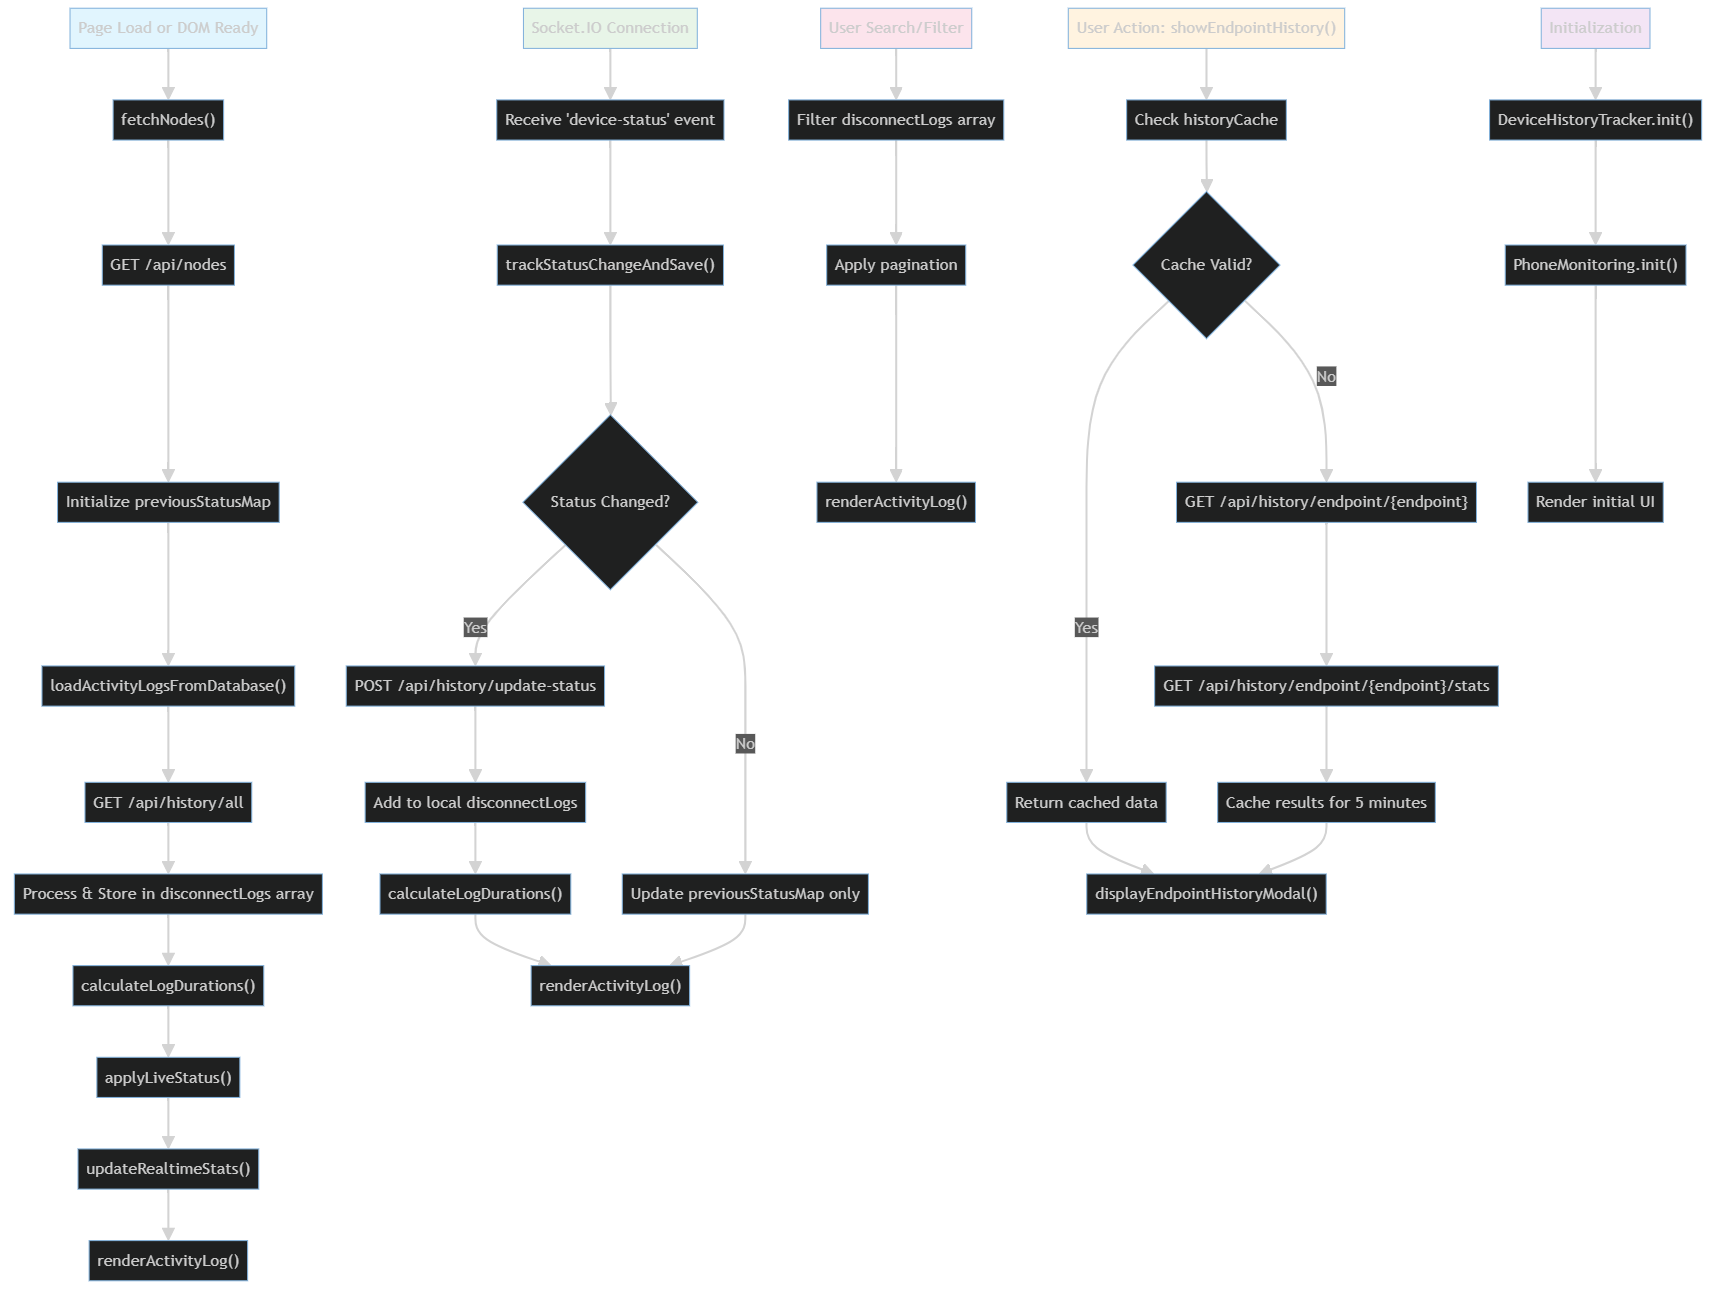 Page Load or DOM Ready
fetchNodes()
GET /api/nodes
Initialize previousStatusMap
loadActivityLogsFromDatabase()
GET /api/history/all
Process & Store in disconnectLogs array
calculateLogDurations()
applyLiveStatus()
updateRealtimeStats()
renderActivityLog()
Socket.IO Connection
Receive 'device-status' event
trackStatusChangeAndSave()
Status Changed?
Yes
POST /api/history/update-status
Add to local disconnectLogs
calculateLogDurations()
No
Update previousStatusMap only
renderActivityLog()
User Search/Filter
Filter disconnectLogs array
Apply pagination
renderActivityLog()
User Action: showEndpointHistory()
Check historyCache
Cache Valid?
Yes
Return cached data
No
GET /api/history/endpoint/{endpoint}
GET /api/history/endpoint/{endpoint}/stats
Cache results for 5 minutes
displayEndpointHistoryModal()
Initialization
DeviceHistoryTracker.init()
PhoneMonitoring.init()
Render initial UI